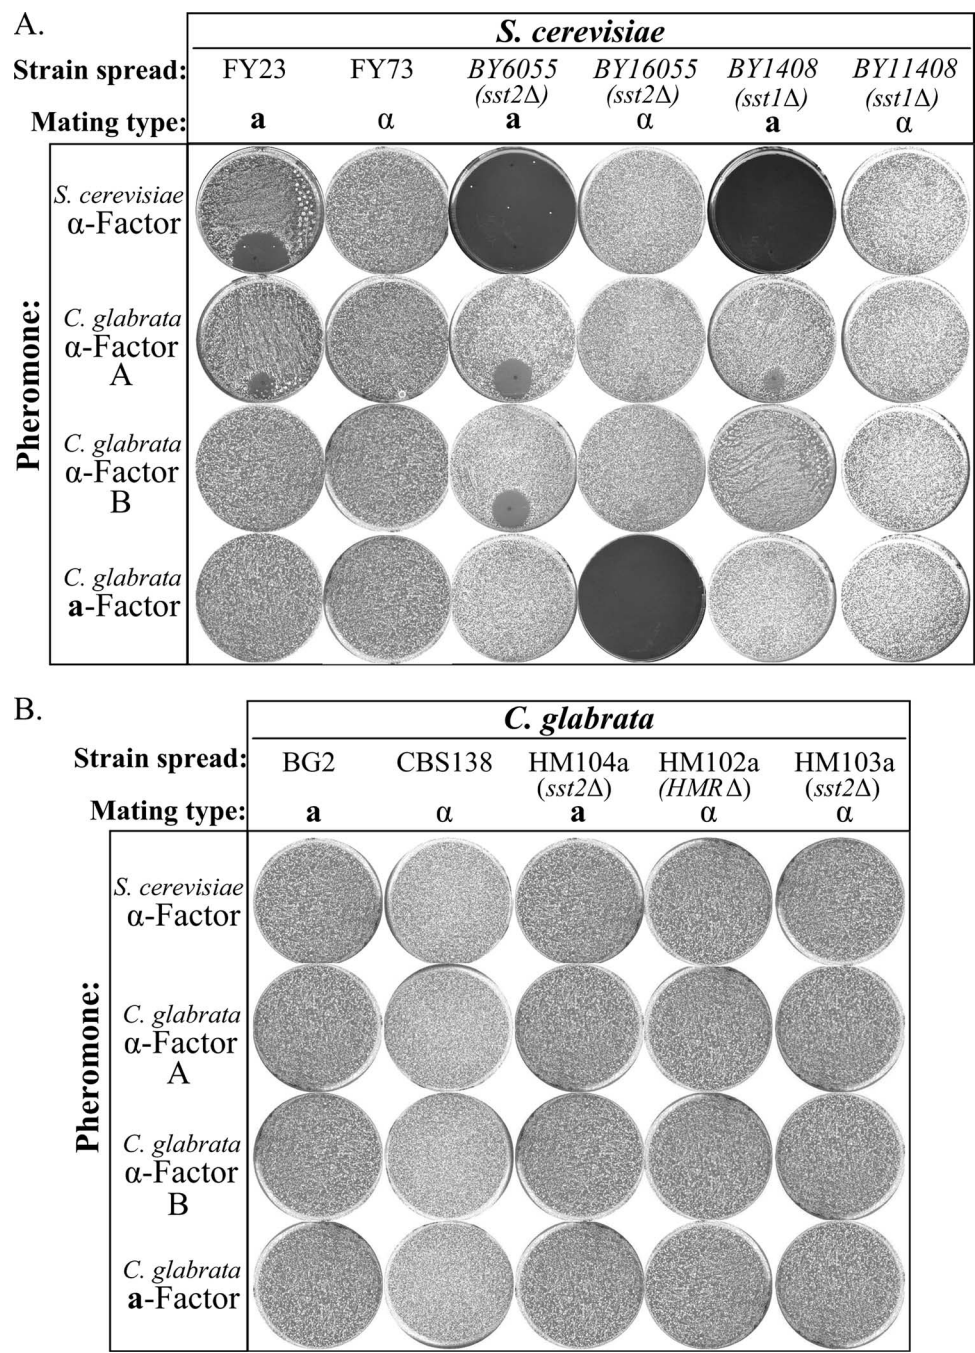 A.
S. cerevisiae
Strain spread: FY23 FY73 BY6055 BY16055 BY1408 BY11408
(sst2Δ) (sst2Δ) (sst1Δ) (sst1Δ)
Mating type: a α a α a α
Pheromone:
S. cerevisiae
α-Factor
C. glabrata
α-Factor
A
C. glabrata
α-Factor
B
C. glabrata
a-Factor
B.
C. glabrata
Strain spread: BG2 CBS138 HM104a HM102a HM103a
(sst2Δ) (HMRΔ) (sst2Δ)
Mating type: a α a α α
Pheromone:
S. cerevisiae
α-Factor
C. glabrata
α-Factor
A
C. glabrata
α-Factor
B
C. glabrata
a-Factor